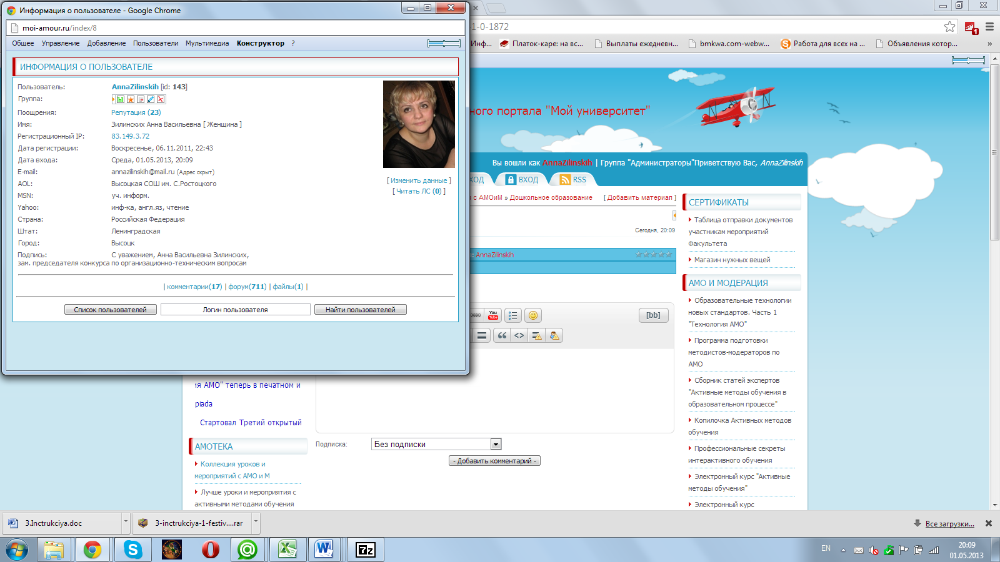 Информация о пользователе - Google Chrome
moi-amour.ru/index/8
Общее Управление Добавление Пользователи Мультимедиа Конструктор ?
ИНФОРМАЦИЯ О ПОЛЬЗОВАТЕЛЕ
Пользователь: AnnaZilinskih [id: 143]
Группа:
Поощрения: Репутация (23)
Имя: Зилинских Анна Васильевна [ Женщина ]
Регистрационный IP: 83.149.3.72
Дата регистрации: Воскресенье, 06.11.2011, 22:43
Дата входа: Среда, 01.05.2013, 20:09
E-mail: annazilinskih@mail.ru (Адрес скрыт)
AOL: Высоцкая СОШ им. С.Ростоцкого
MSN: уч. информ.
Yahoo: инф-ка, англ.яз, чтение
Страна: Российская Федерация
Штат: Ленинградская
Город: Высоцк
Подпись: С уважением, Анна Васильевна Зилинских,
зам. председателя конкурса по организационно-техническим вопросам
[ Изменить данные ]
[ Читать ЛС (0) ]
| комментарии(17) | форум(711) | файлы(1) |
Список пользователей Логин пользователя Найти пользователей
1-0-1872
1
Инф... Платок-каре: на вс... Выплаты ежедневн... bmkwa.com-webw... Работа для всех на ... Объявления котор... »
ного портала "Мой университет"
Вы вошли как AnnaZilinskih | Группа "Администраторы"Приветствую Вас, AnnaZilinskih
ХОД ВХОД RSS
с АМОиМ » Дошкольное образование [ Добавить материал ]
Сегодня, 20:09
: AnnaZilinskih
You Tube [bb]
<>
СЕРТИФИКАТЫ
Таблица отправки документов
участникам мероприятий
Факультета
Магазин нужных вещей
АМО И МОДЕРАЦИЯ
Образовательные технологии
новых стандартов. Часть 1
"Технология АМО"
Программа подготовки
методистов-модераторов по
АМО
Сборник статей экспертов
"Активные методы обучения в
образовательном процессе"
Копилочка Активных методов
обучения
Профессиональные секреты
интерактивного обучения
Электронный курс "Активные
методы обучения"
Электронный курс
ия АМО" теперь в печатном и
piada
Стартовал Третий открытый
АМОТЕКА
Коллекция уроков и
мероприятий с АМО и М
Лучше уроки и мероприятия с
активными методами обучения
Подписка: Без подписки
- Добавить комментарий -
3.Inctrukciya.doc 3-inctrukciya-1-festiv....rar Все загрузки...
7z
EN 20:09
01.05.2013